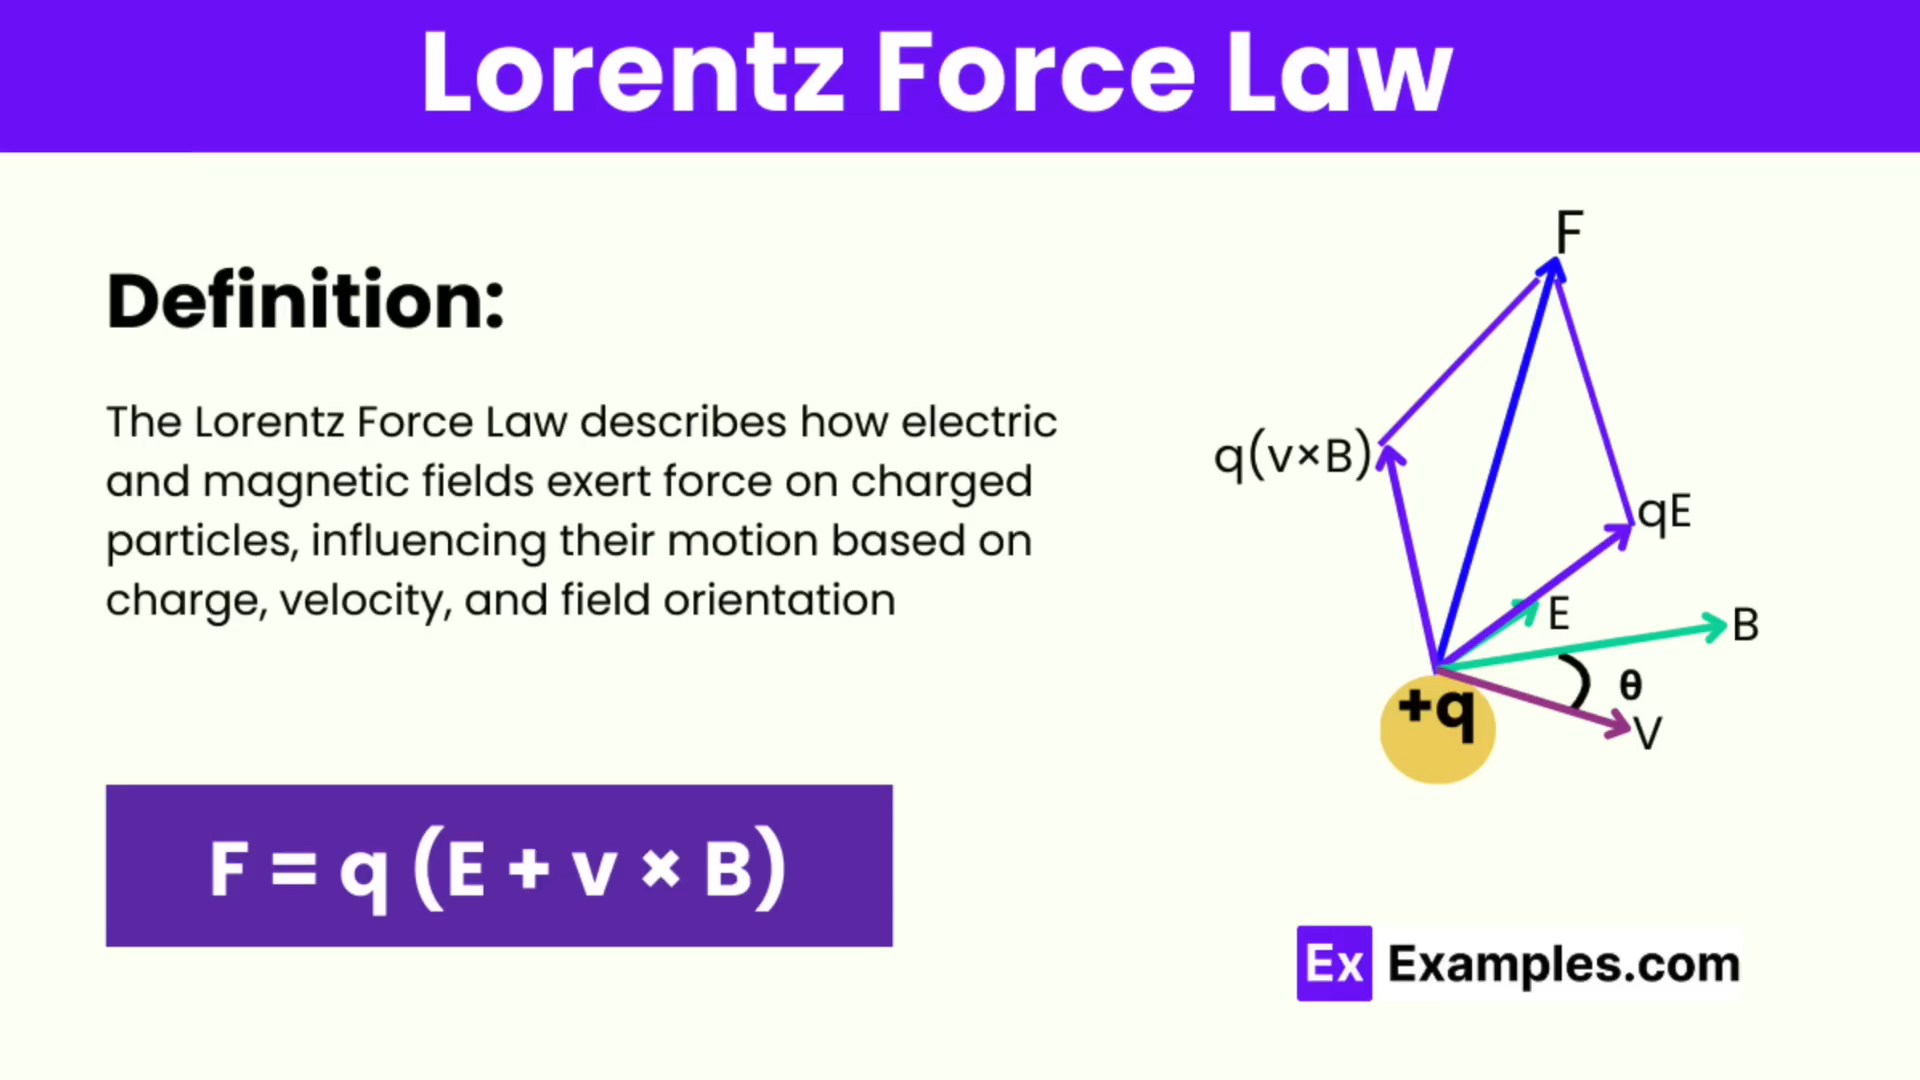 Lorentz Force Law
Definition:
The Lorentz Force Law describes how electric
and magnetic fields exert force on charged
particles, influencing their motion based on
charge, velocity, and field orientation
F = q (E + v × B)
F
q(v×B)
qE
E
B
θ
V
+q
Ex Examples.com